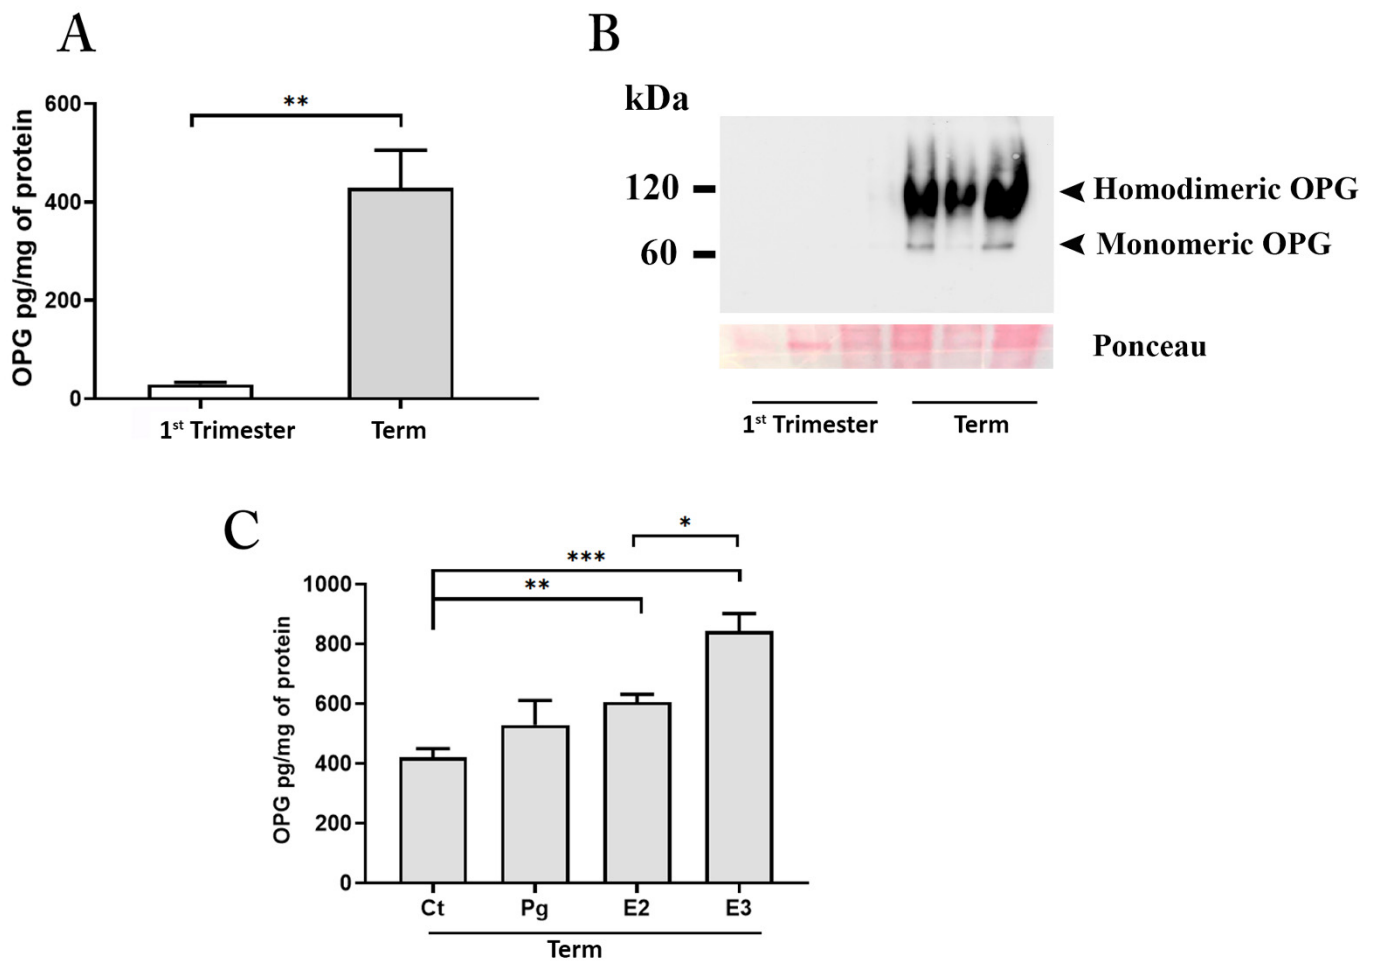 A
OPG pg/mg of protein
600
400
200
0
**
1st Trimester
Term
B
kDa
120
60
Homodimeric OPG
Monomeric OPG
Ponceau
1st Trimester
Term
C
OPG pg/mg of protein
1000
800
600
400
200
0
*
***
**
Ct Pg E2 E3
Term